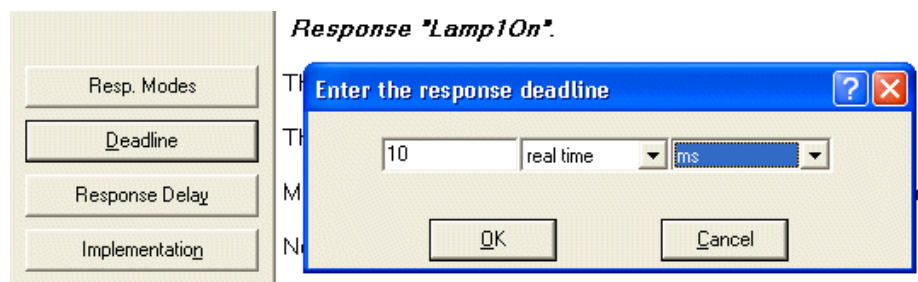 Response "Lamp1On".
Resp. Modes
Deadline
Response Delay
Implementation
Enter the response deadline
?
10
real time
ms
OK
Cancel